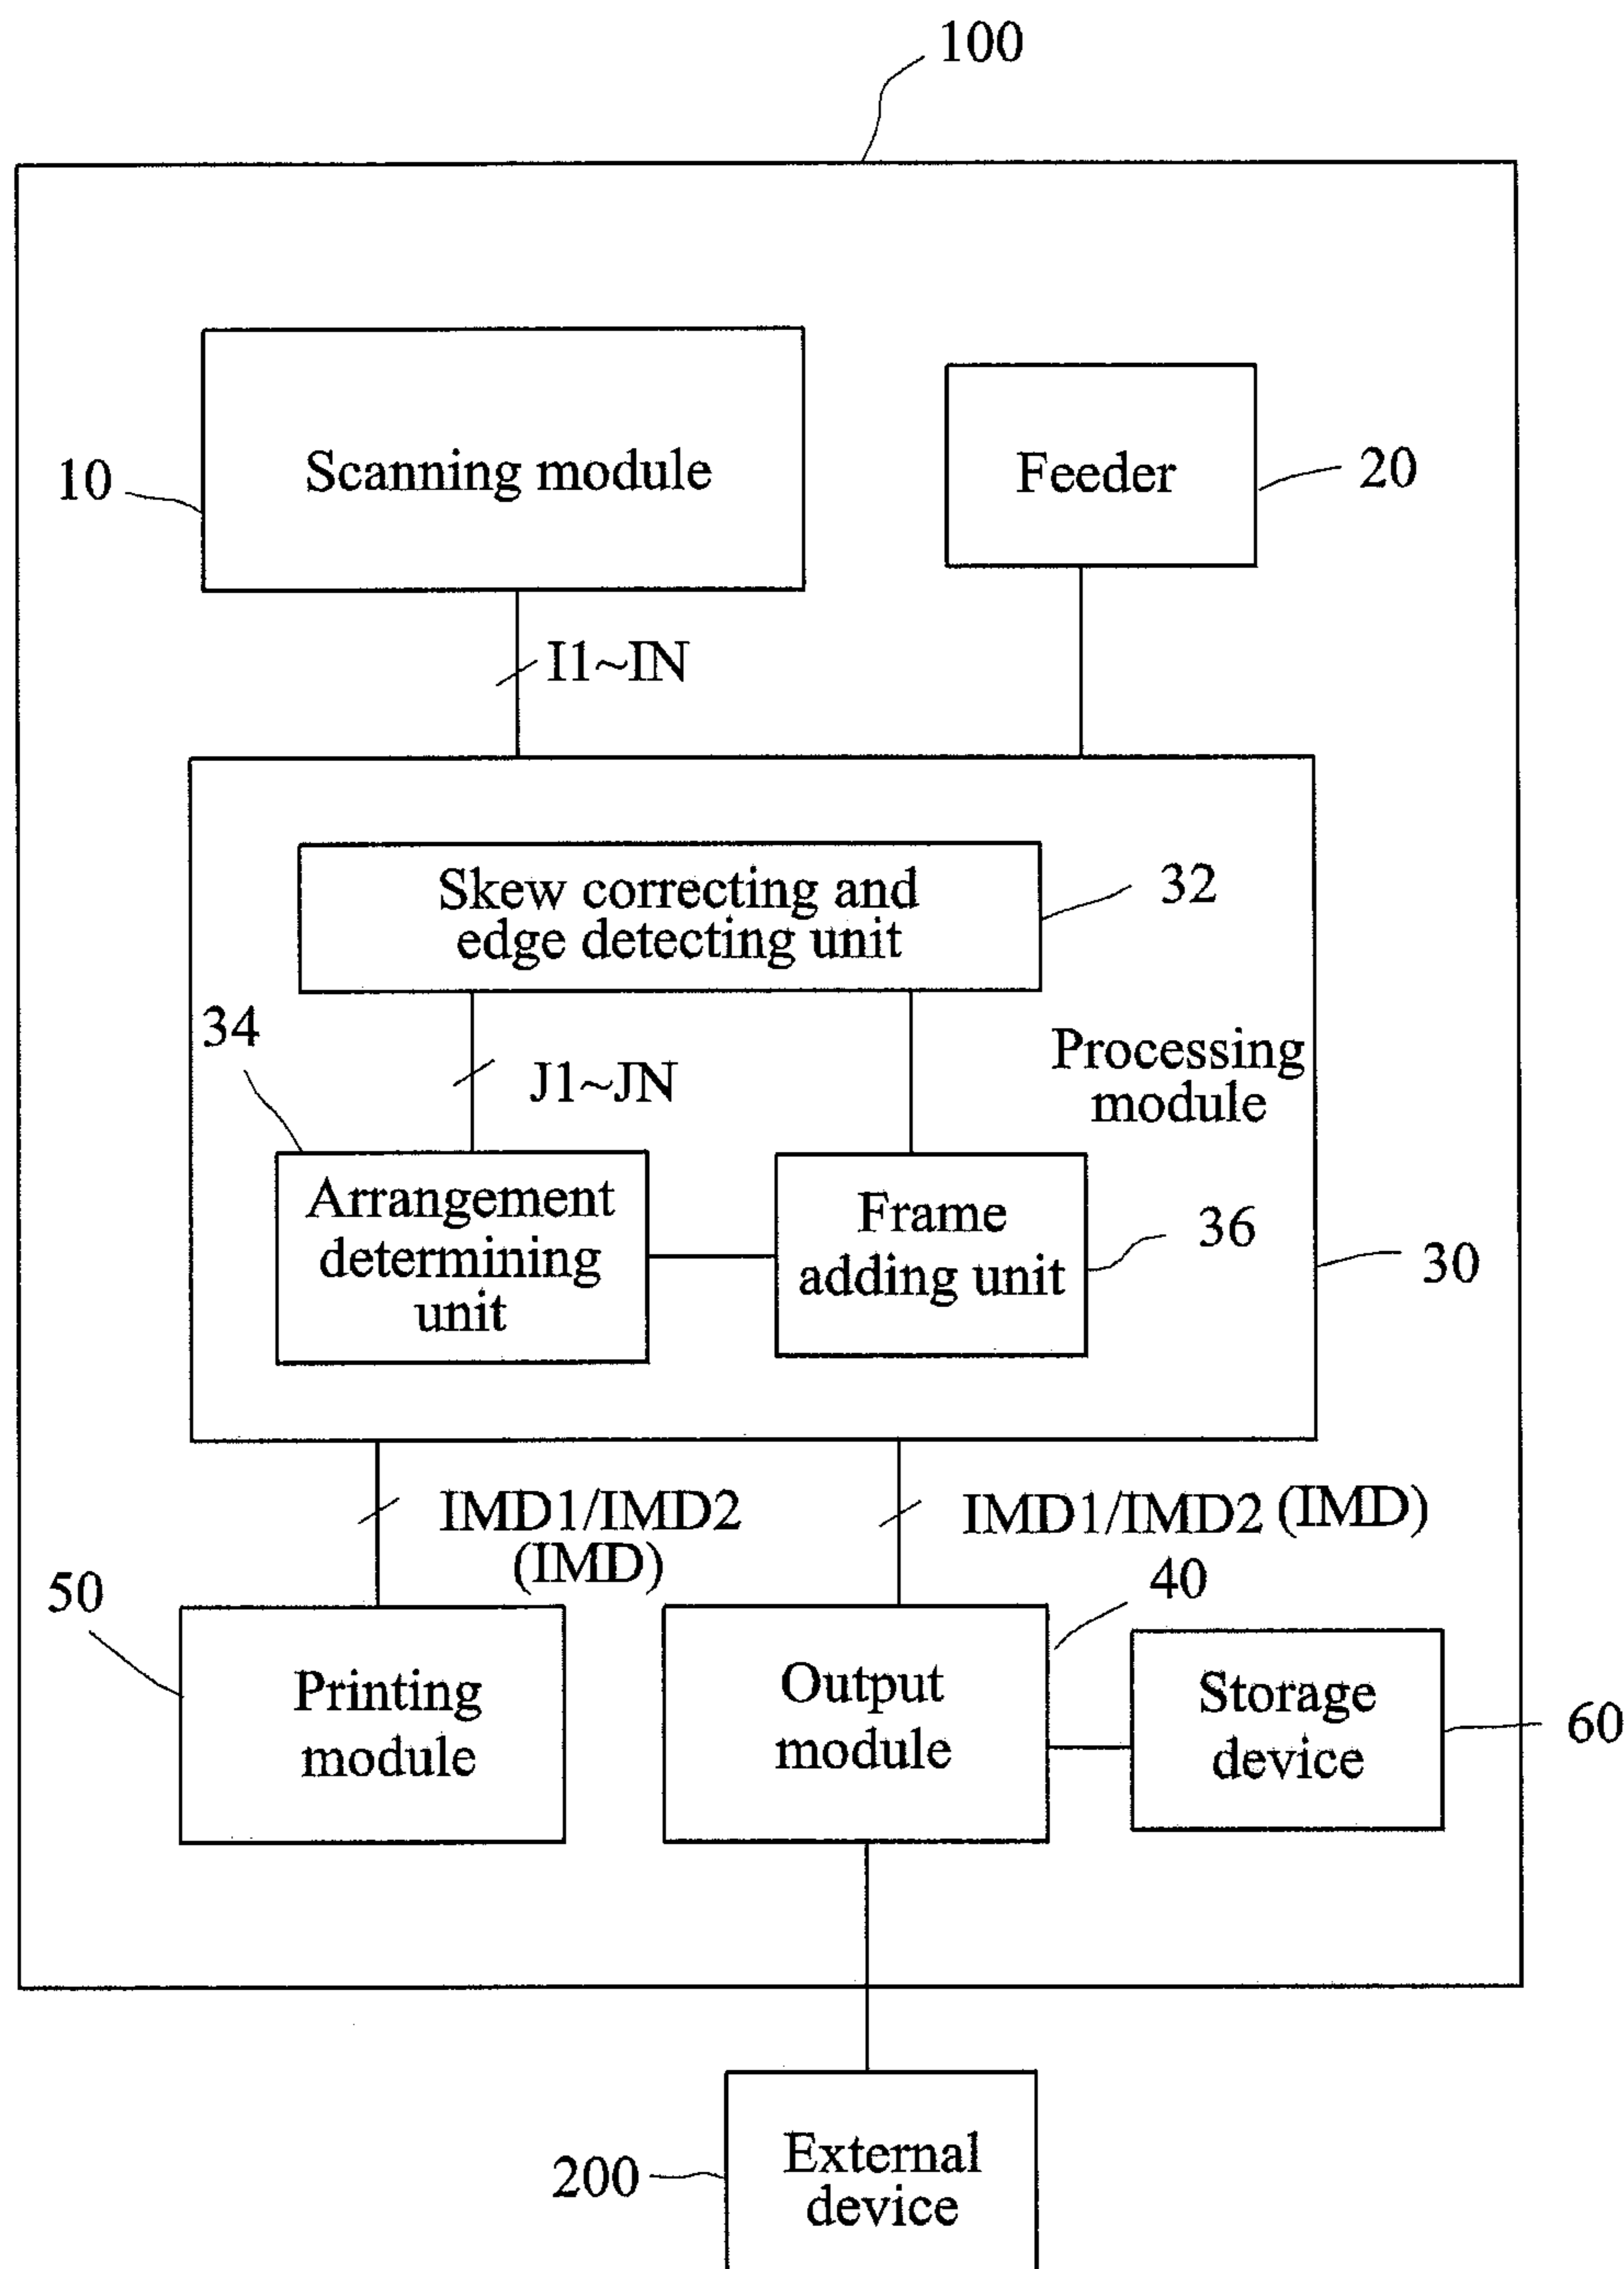 100
Scanning module
10
Feeder
20
I1~IN
Skew correcting and
edge detecting unit
32
34
J1~JN
Processing
module
Arrangement
determining
unit
Frame
adding unit
36
30
IMD1/IMD2
(IMD)
IMD1/IMD2 (IMD)
50
40
Printing
module
Output
module
Storage
device
60
200
External
device